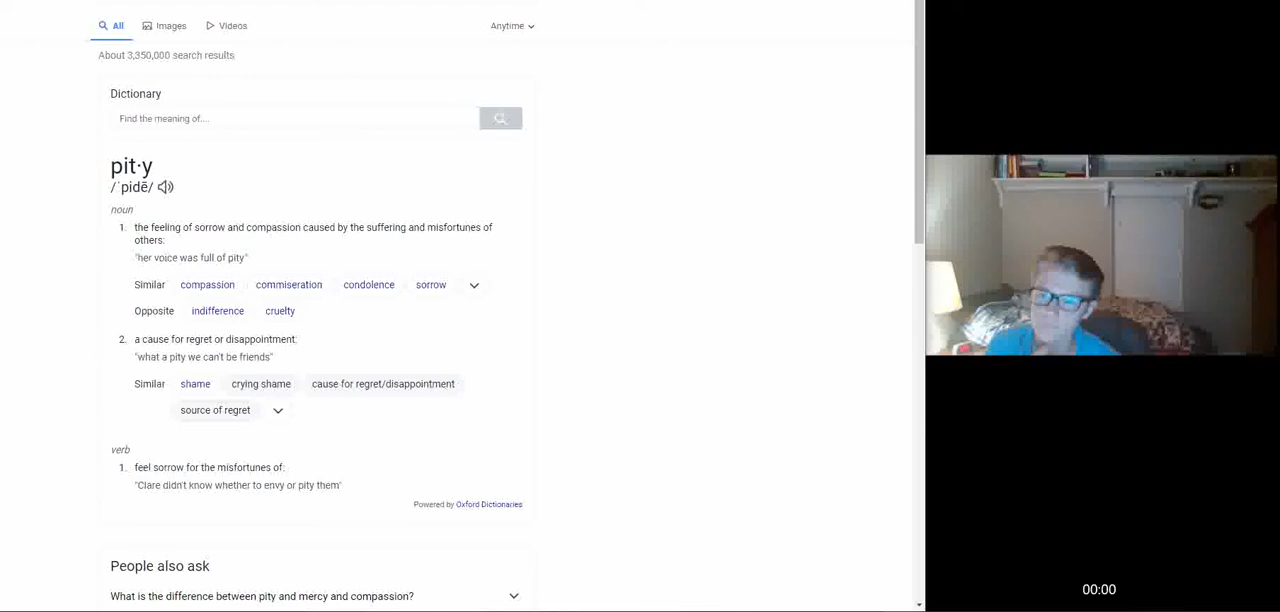 All Images Videos Anytime
About 3,350,000 search results
Dictionary
Find the meaning of....
pit·y
/ˈpidē/
noun
1. the feeling of sorrow and compassion caused by the suffering and misfortunes of
others:
"her voice was full of pity"
Similar compassion commiseration condolence sorrow
Opposite indifference cruelty
2. a cause for regret or disappointment:
"what a pity we can't be friends"
Similar shame crying shame cause for regret/disappointment
source of regret
verb
1. feel sorrow for the misfortunes of:
"Clare didn't know whether to envy or pity them"
Powered by Oxford Dictionaries
People also ask
What is the difference between pity and mercy and compassion?
00:00